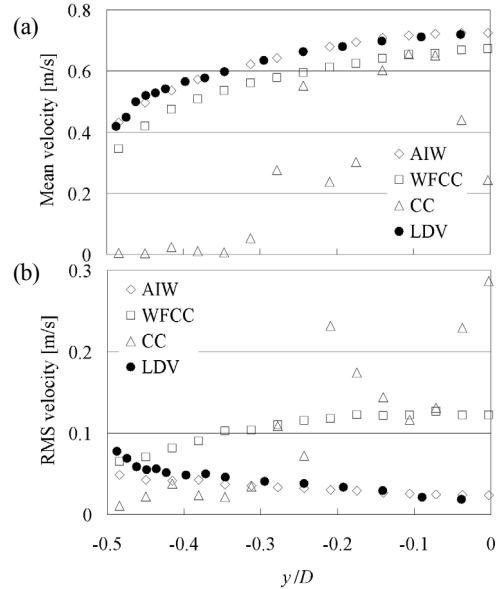 (a)
Mean velocity [m/s]
0.8
0.6
0.4
0.2
0
AIW
WFCC
CC
LDV
(b)
RMS velocity [m/s]
0.3
0.2
0.1
0
AIW
WFCC
CC
LDV
-0.5 -0.4 -0.3 -0.2 -0.1 0
y/D